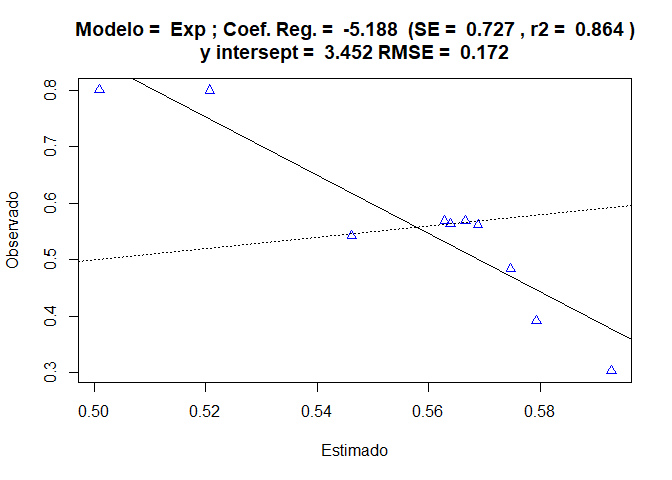 Modelo = Exp ; Coef. Reg. = -5.188 (SE = 0.727 , r2 = 0.864 )
y intersept = 3.452 RMSE = 0.172
0.8
0.7
0.6
0.5
0.4
0.3
Observado
0.50 0.52 0.54 0.56 0.58
Estimado